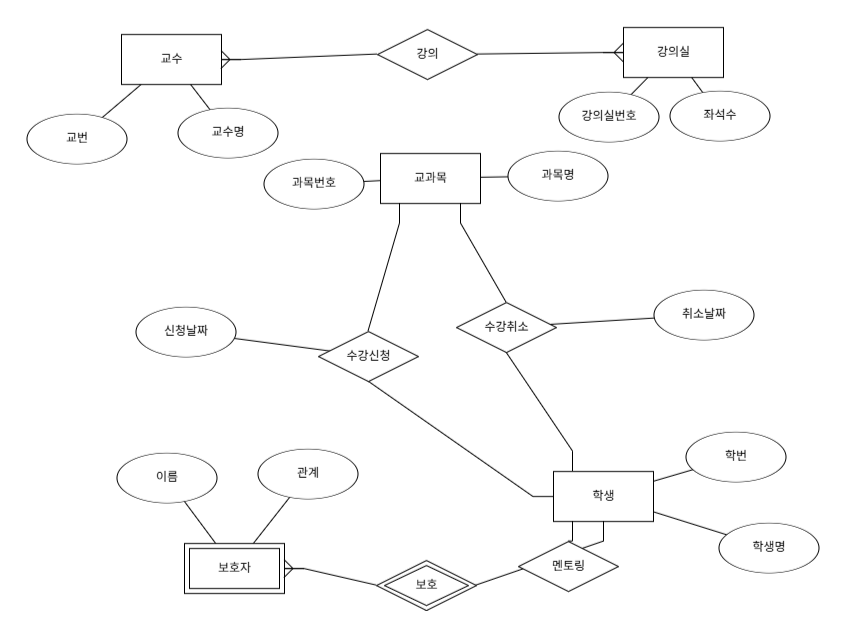 교수
강의
강의실
교번
교수명
강의실번호
좌석수
과목번호
교과목
과목명
신청날짜
수강신청
수강취소
취소날짜
이름
관계
학번
학생
학생명
보호자
보호
멘토링